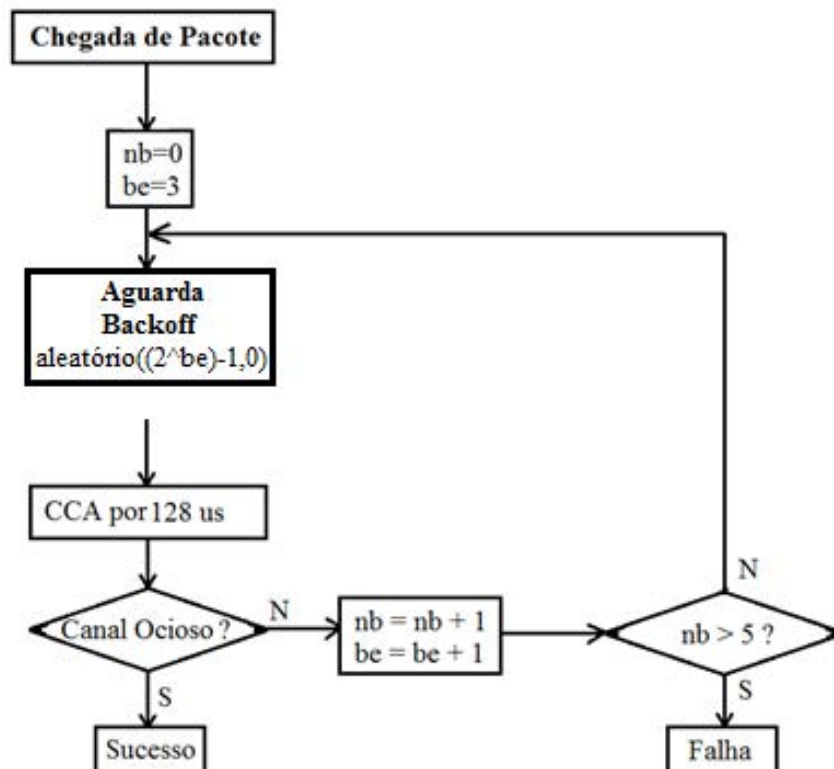 Chegada de Pacote
nb=0
be=3
Aguarda
Backoff
aleatório((2^be)-1,0)
CCA por 128 us
Canal Ocioso ?
N
nb = nb + 1
be = be + 1
nb > 5 ?
N
S
Sucesso
S
Falha